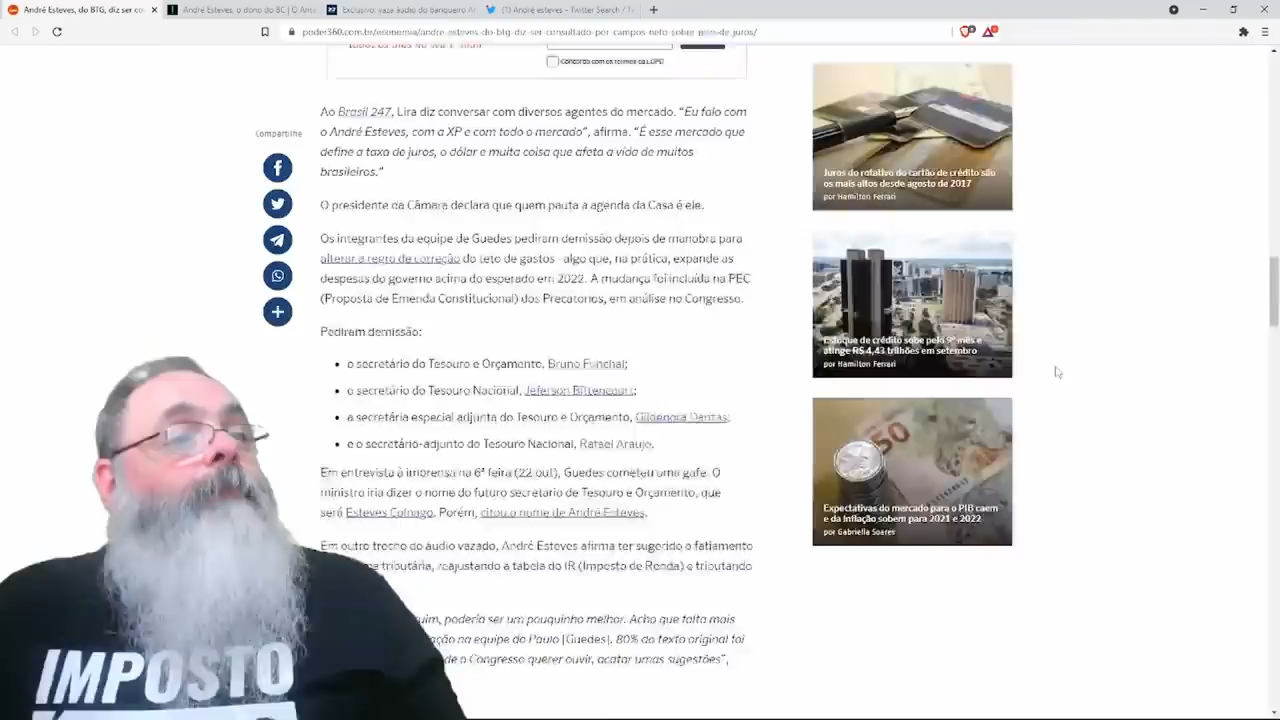 André Esteves, do BTG, diz ser co
André Esteves, o dono do BC | O Anta
Exclusivo: vaza áudio do banqueiro A
(1) André esteves - Twitter Search / Tw
poder360.com.br/economia/andre-esteves-do-btg-diz-ser-consultado-por-campos-neto-sobre-
-de-juros/
Concordo com os termos da LGPD.
Compartilhe
Ao Brasil 247, Lira diz conversar com diversos agentes do mercado. “Eu falo com
o André Esteves, com a XP e com todo o mercado”, afirma. “É esse mercado que
define a taxa de juros, o dólar e muita coisa que afeta a vida de muitos
brasileiros.”
O presidente da Câmara declara que quem pauta a agenda da Casa é ele.
Os integrantes da equipe de Guedes pediram demissão depois de manobra para
alterar a regra de correção do teto de gastos –algo que, na prática, expande as
despesas do governo acima do esperado em 2022. A mudança foi incluída na PEC
(Proposta de Emenda Constitucional) dos Precatórios, em análise no Congresso.
Pediram demissão:
• o secretário do Tesouro e Orçamento, Bruno Funchal;
• o secretário do Tesouro Nacional, Jeferson Bittencourt;
• a secretária especial adjunta do Tesouro e Orçamento, Gildenora Dantas;
• e o secretário-adjunto do Tesouro Nacional, Rafael Araujo.
Em entrevista à imprensa na 6ª feira (22.out), Guedes cometeu uma gafe. O
ministro iria dizer o nome do futuro secretário de Tesouro e Orçamento, que
será Esteves Colnago. Porém, citou o nome de André Esteves.
Em outro trecho do áudio vazado, André Esteves afirma ter sugerido o fatiamento
tributária, reajustando a tabela do IR (Imposto de Renda) e tributando
uim, poderia ser um pouquinho melhor. Acho que falta mais
ação na equipe do Paulo [Guedes]. 80% do texto original foi
de o Congresso querer ouvir, acatar umas sugestões”,
Juros do rotativo do cartão de crédito são
os mais altos desde agosto de 2017
por Hamilton Ferrari
Estoque de crédito sobe pelo 9º mês e
atinge R$ 4,43 trilhões em setembro
por Hamilton Ferrari
50
Expectativas do mercado para o PIB caem
e da inflação sobem para 2021 e 2022
por Gabriella Soares
IMPOSTO